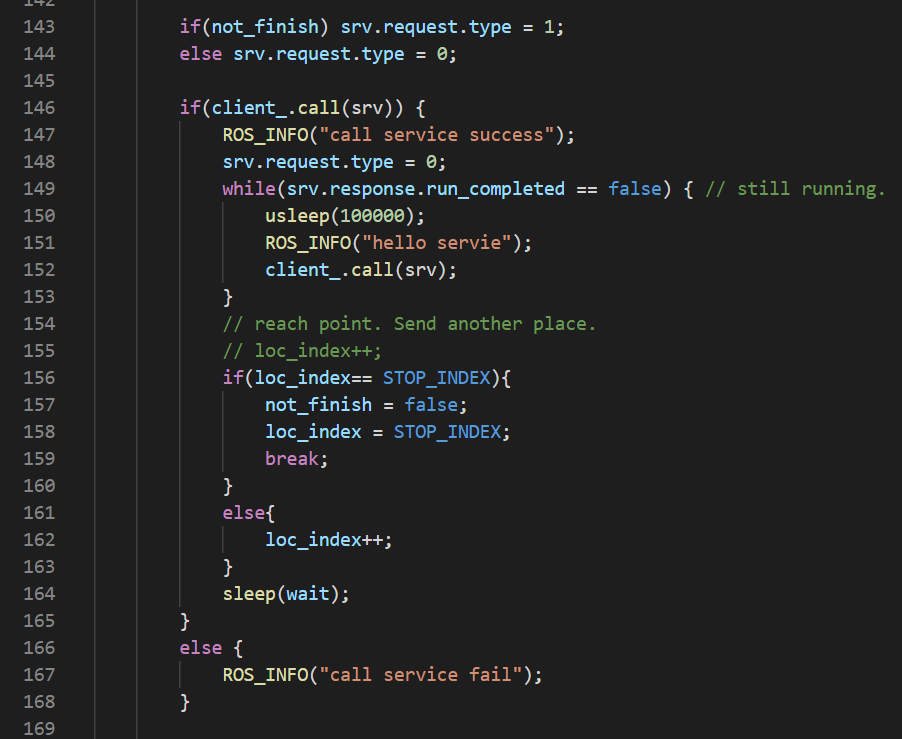 142
143 if(not_finish) srv.request.type = 1;
144 else srv.request.type = 0;
145
146 if(client_.call(srv)) {
147 ROS_INFO("call service success");
148 srv.request.type = 0;
149 while(srv.response.run_completed == false) { // still running.
150 usleep(100000);
151 ROS_INFO("hello servie");
152 client_.call(srv);
153 }
154 // reach point. Send another place.
155 // loc_index++;
156 if(loc_index== STOP_INDEX){
157 not_finish = false;
158 loc_index = STOP_INDEX;
159 break;
160 }
161 else{
162 loc_index++;
163 }
164 sleep(wait);
165 }
166 else {
167 ROS_INFO("call service fail");
168 }
169